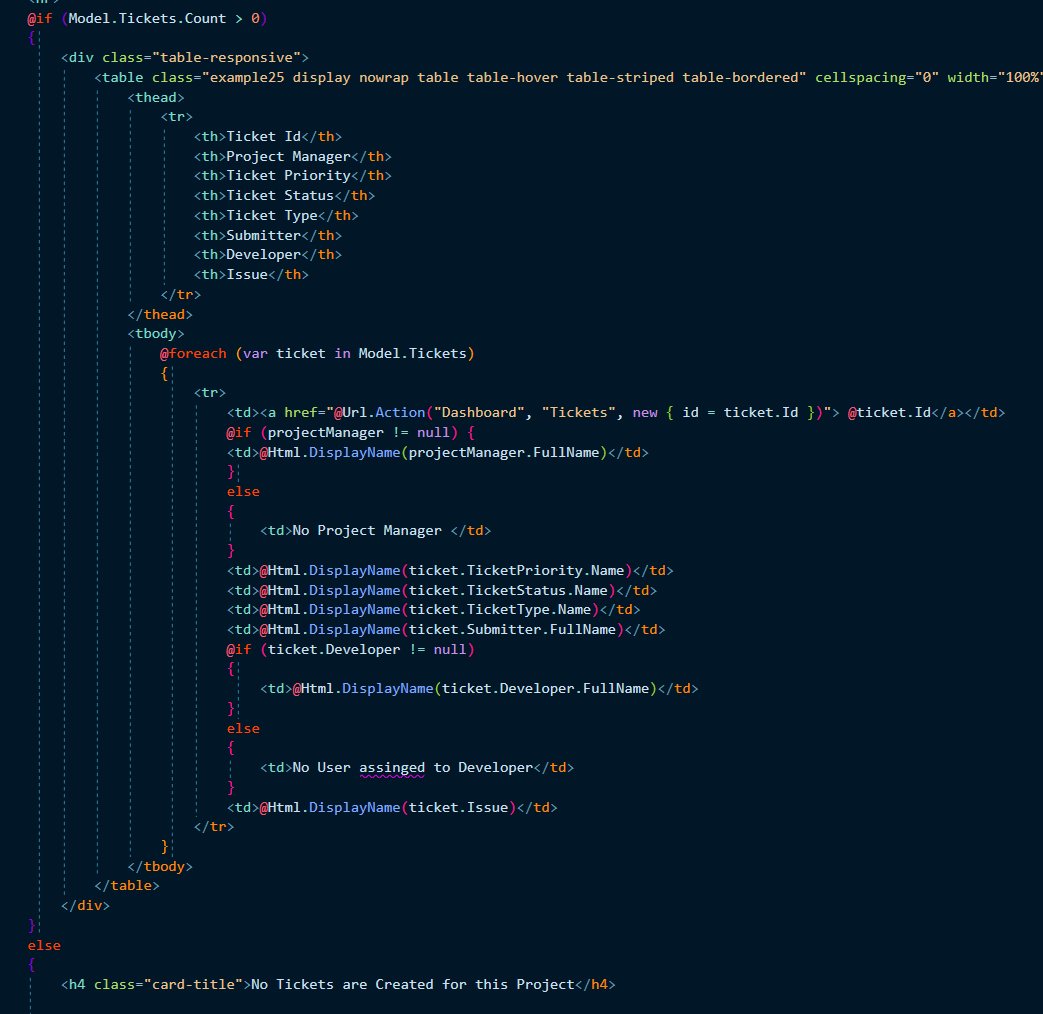 @if (Model.Tickets.Count > 0)
{
<div class="table-responsive">
<table class="example25 display nowrap table table-hover table-striped table-bordered" cellspacing="0" width="100%"
<thead>
<tr>
<th>Ticket Id</th>
<th>Project Manager</th>
<th>Ticket Priority</th>
<th>Ticket Status</th>
<th>Ticket Type</th>
<th>Submitter</th>
<th>Developer</th>
<th>Issue</th>
</tr>
</thead>
<tbody>
@foreach (var ticket in Model.Tickets)
{
<tr>
<td><a href="@Url.Action("Dashboard", "Tickets", new { id = ticket.Id })"> @ticket.Id</a></td>
@if (projectManager != null) {
<td>@Html.DisplayName(projectManager.FullName)</td>
}
else
{
<td>No Project Manager </td>
}
<td>@Html.DisplayName(ticket.TicketPriority.Name)</td>
<td>@Html.DisplayName(ticket.TicketStatus.Name)</td>
<td>@Html.DisplayName(ticket.TicketType.Name)</td>
<td>@Html.DisplayName(ticket.Submitter.FullName)</td>
@if (ticket.Developer != null)
{
<td>@Html.DisplayName(ticket.Developer.FullName)</td>
}
else
{
<td>No User assinged to Developer</td>
}
<td>@Html.DisplayName(ticket.Issue)</td>
</tr>
}
</tbody>
</table>
</div>
}
else
{
<h4 class="card-title">No Tickets are Created for this Project</h4>